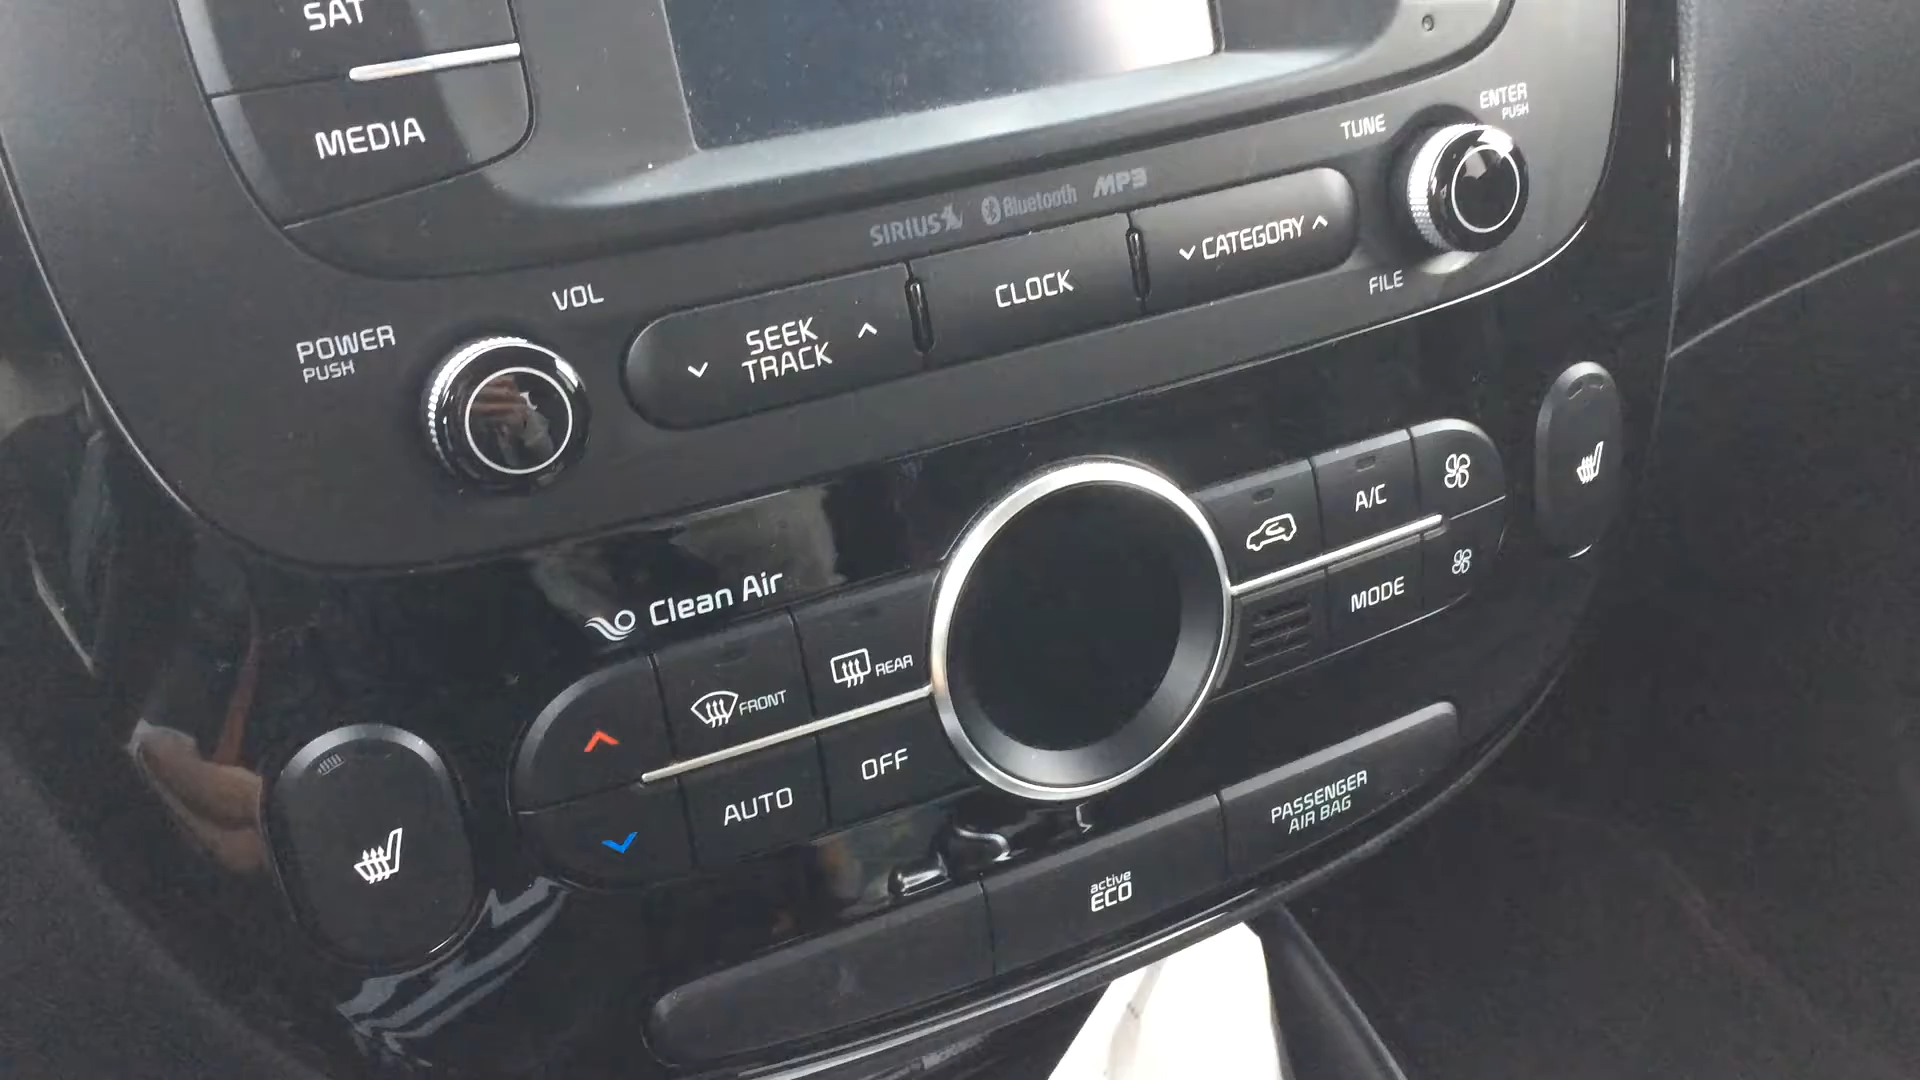 SAT
MEDIA
ENTER
PUSH
TUNE
SIRIUS Bluetooth MP3
CATEGORY
FILE
CLOCK
VOL
POWER
PUSH
SEEK
TRACK
A/C
MODE
Clean Air
REAR
FRONT
OFF
AUTO
PASSENGER
AIR BAG
active
ECO